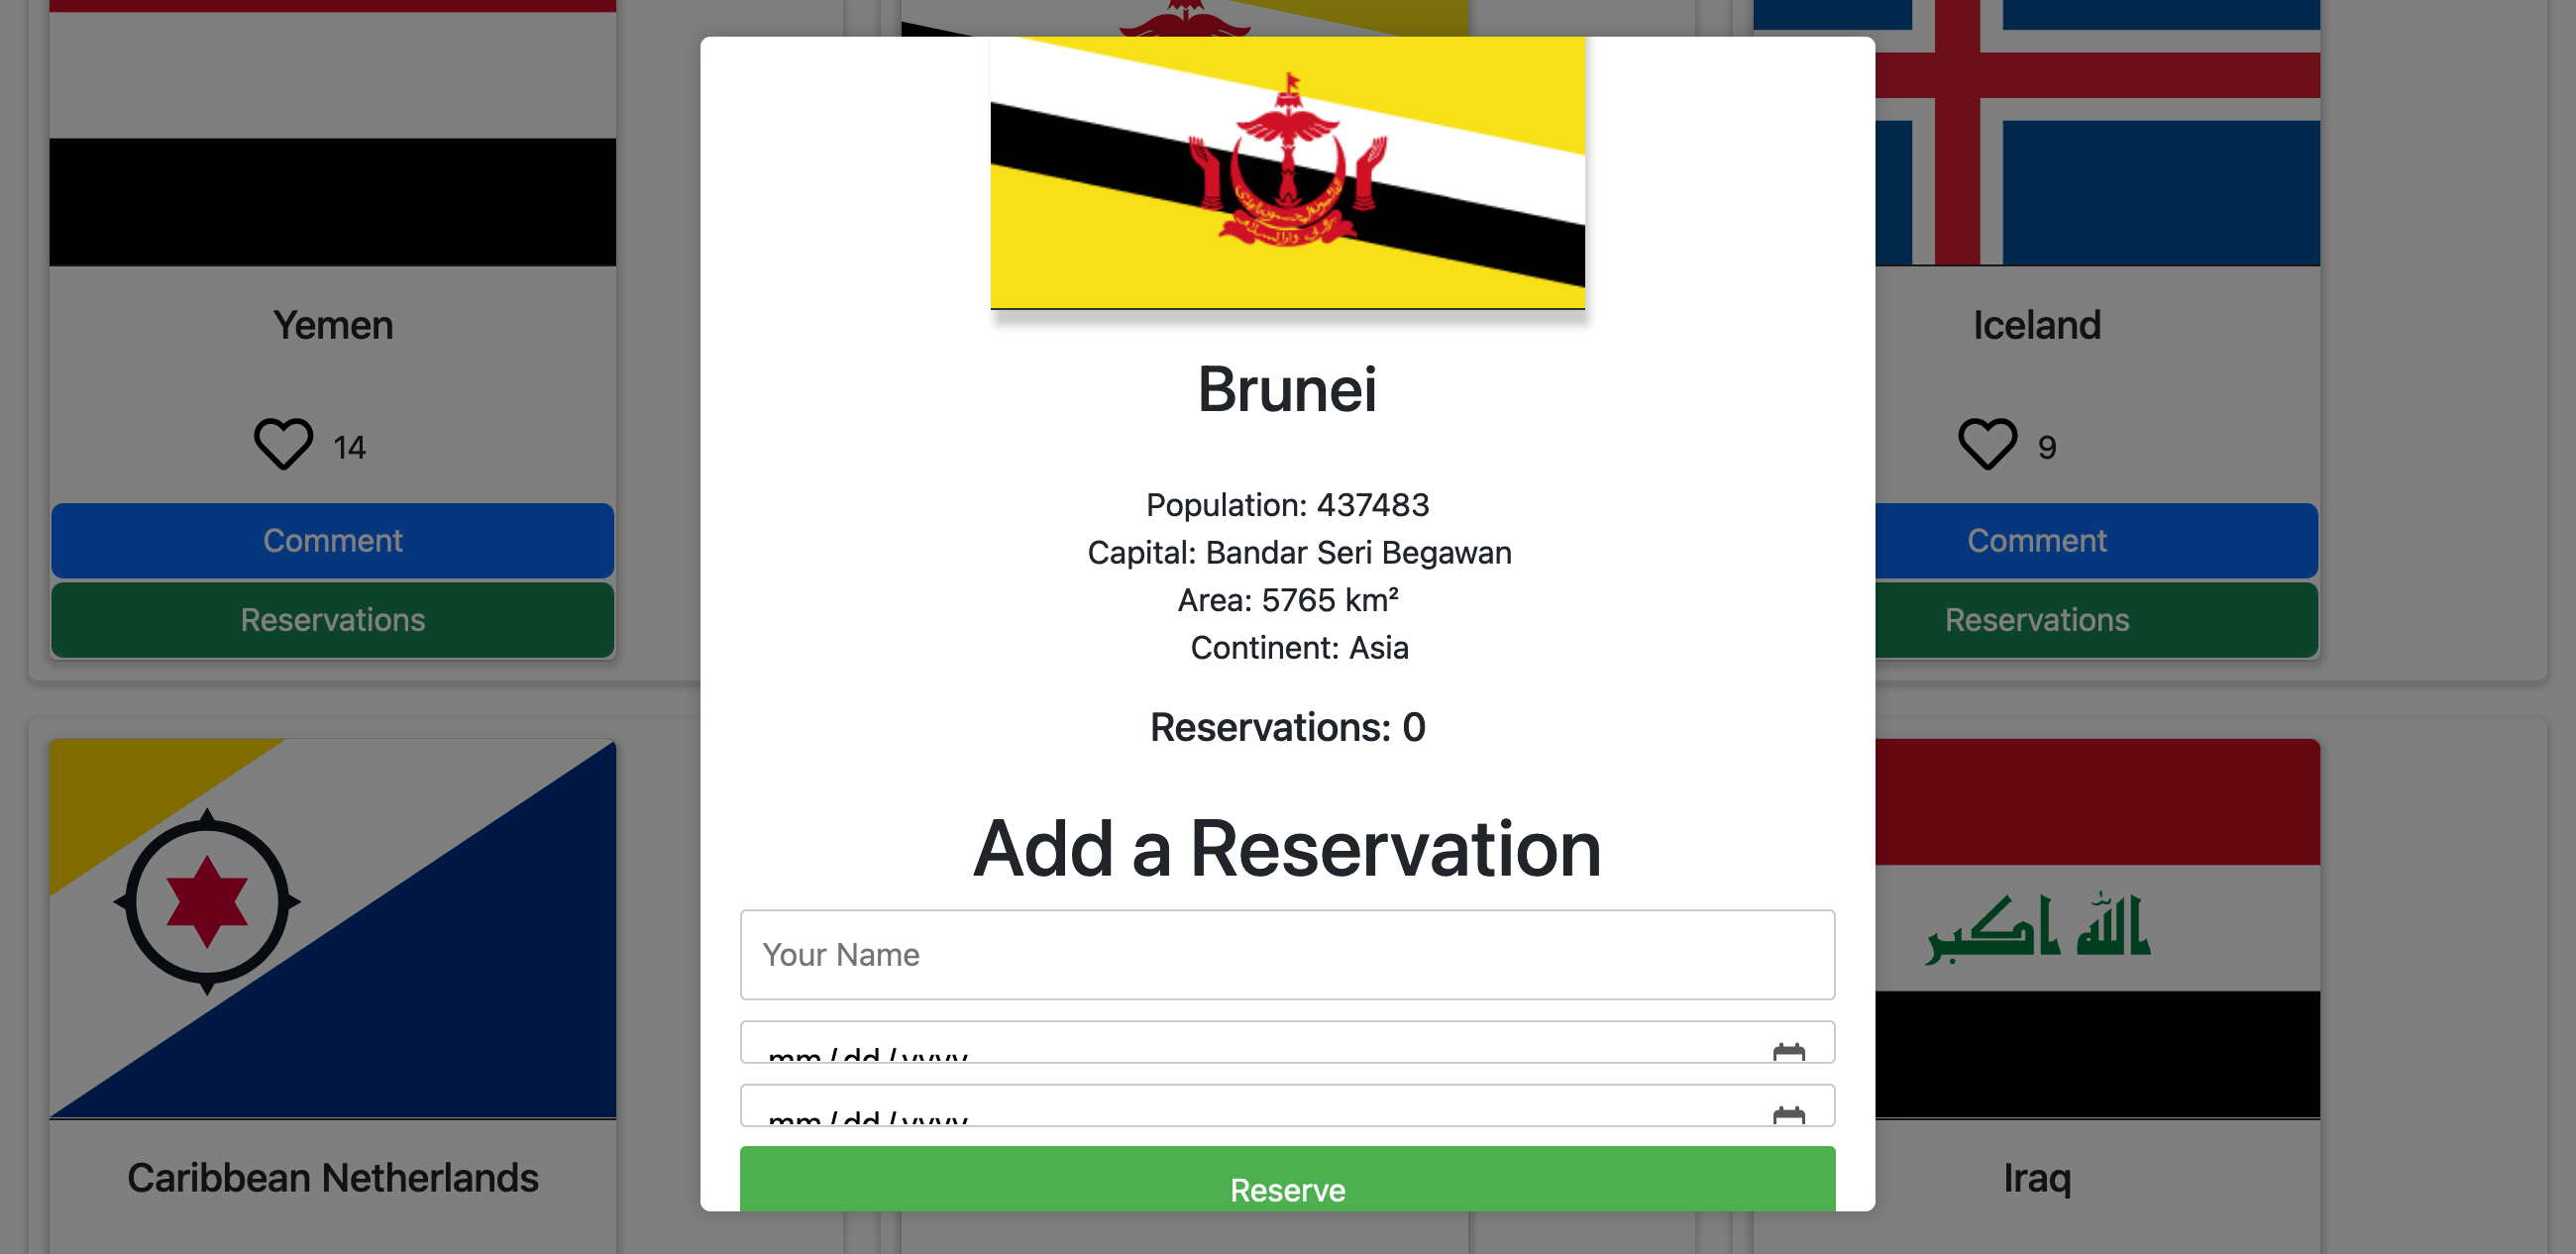 Yemen
14
Comment
Reservations
Caribbean Netherlands
Brunei
Population: 437483
Capital: Bandar Seri Begawan
Area: 5765 km²
Continent: Asia
Reservations: 0
Add a Reservation
Your Name
mm/dd/yyyy
mm/dd/yyyy
Reserve
Iceland
9
Comment
Reservations
الله اكبر
Iraq